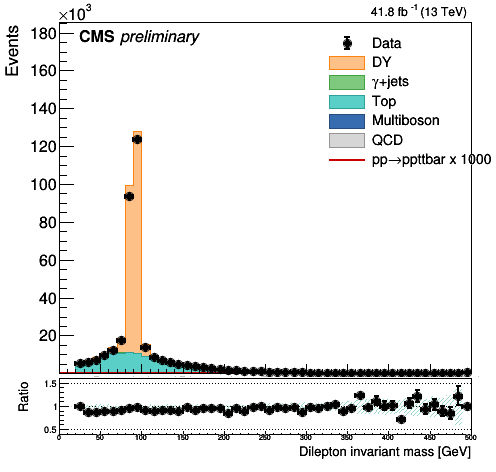 ×10³
41.8 fb⁻¹ (13 TeV)
CMS preliminary
Events
180
160
140
120
100
80
60
40
20
Data
DY
γ+jets
Top
Multiboson
QCD
pp→ppttbar x 1000
Ratio
1.5
1
0.5
0 50 100 150 200 250 300 350 400 450 500
Dilepton invariant mass [GeV]